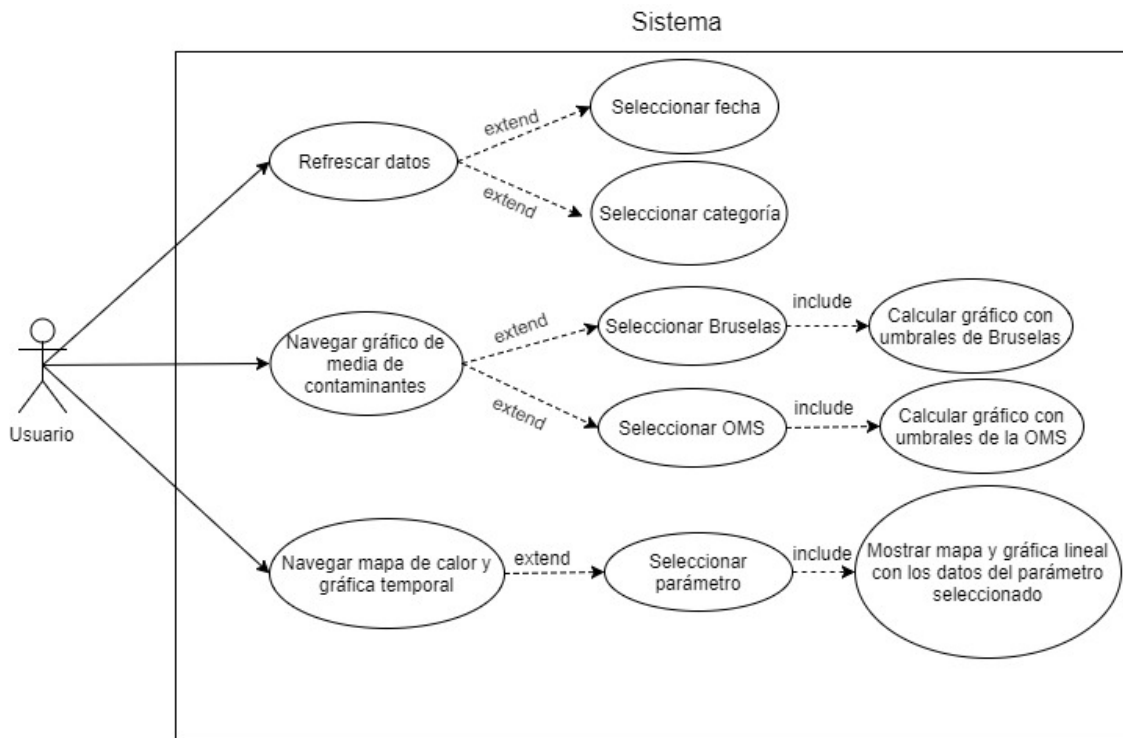 Sistema
Seleccionar fecha
extend
Refrescar datos
extend
Seleccionar categoría
Usuario
Navegar gráfico de
media de
contaminantes
extend
Seleccionar Bruselas
include
Calcular gráfico con
umbrales de Bruselas
extend
Seleccionar OMS
include
Calcular gráfico con
umbrales de la OMS
Navegar mapa de calor y
gráfica temporal
extend
Seleccionar
parámetro
include
Mostrar mapa y gráfica lineal
con los datos del parámetro
seleccionado